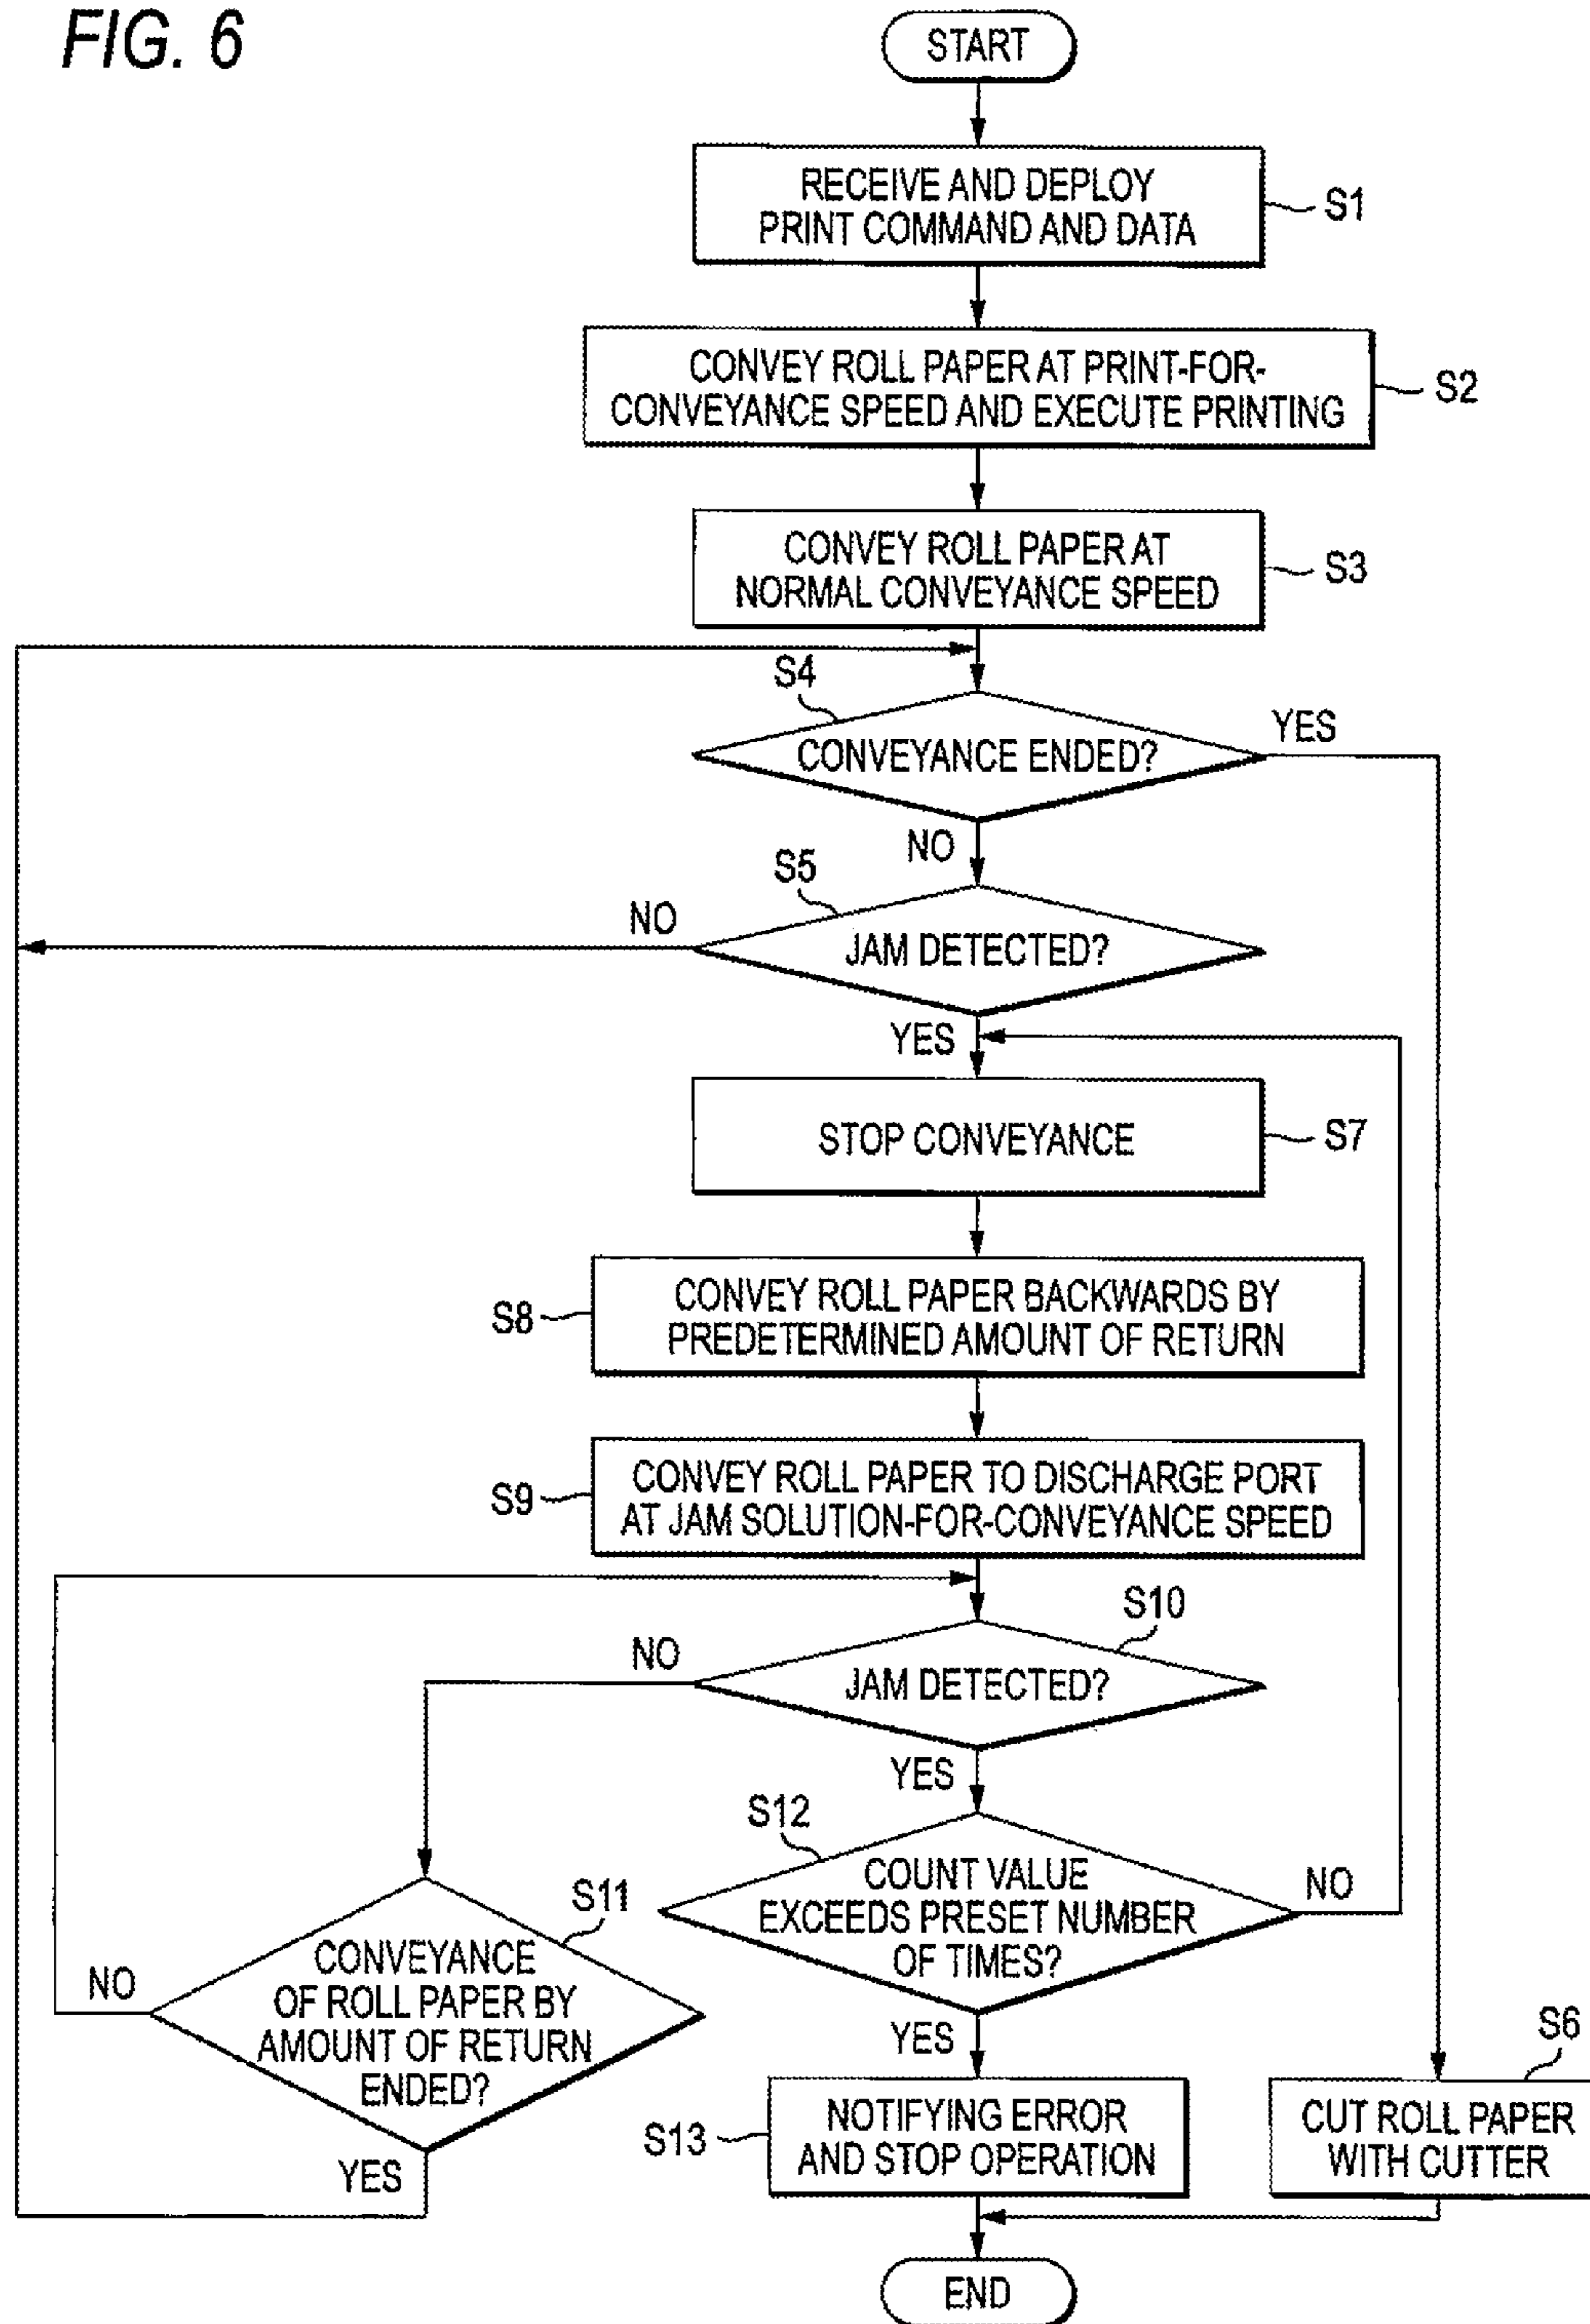 FIG. 6
START
RECEIVE AND DEPLOY
PRINT COMMAND AND DATA
S1
CONVEY ROLL PAPER AT PRINT-FOR-
CONVEYANCE SPEED AND EXECUTE PRINTING
S2
CONVEY ROLL PAPER AT
NORMAL CONVEYANCE SPEED
S3
S4
CONVEYANCE ENDED?
YES
NO
S5
JAM DETECTED?
NO
YES
STOP CONVEYANCE
S7
S8
CONVEY ROLL PAPER BACKWARDS BY
PREDETERMINED AMOUNT OF RETURN
S9
CONVEY ROLL PAPER TO DISCHARGE PORT
AT JAM SOLUTION-FOR-CONVEYANCE SPEED
S10
JAM DETECTED?
NO
YES
S12
COUNT VALUE
EXCEEDS PRESET NUMBER
OF TIMES?
NO
YES
S11
CONVEYANCE
OF ROLL PAPER BY
AMOUNT OF RETURN
ENDED?
NO
YES
S13
NOTIFYING ERROR
AND STOP OPERATION
S6
CUT ROLL PAPER
WITH CUTTER
END